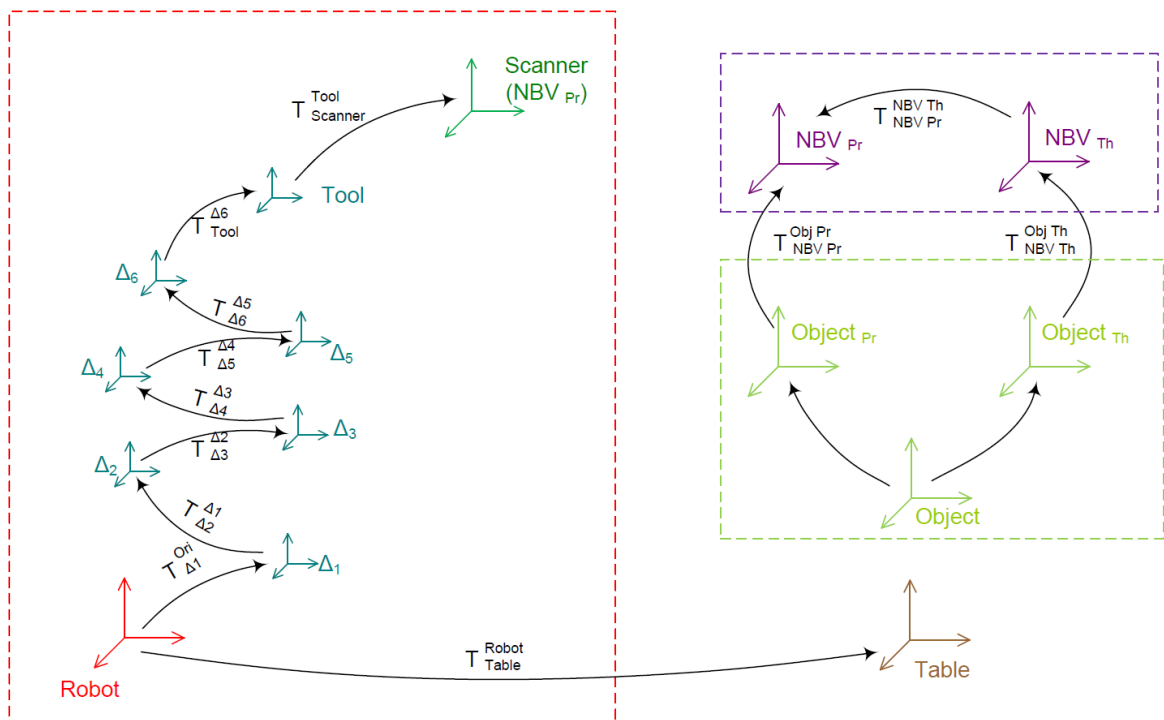 Scanner
(NBV Pr)
T Tool
Scanner
Tool
T Δ6
Tool
Δ6
T Δ5
Δ6
Δ5
T Δ4
Δ5
Δ4
T Δ3
Δ4
Δ3
T Δ2
Δ3
Δ2
T Δ1
Δ2
Δ1
T Ori
Δ1
Robot
T Robot
Table
Table
T NBV Th
NBV Pr
NBV Pr
NBV Th
T Obj Pr
NBV Pr
T Obj Th
NBV Th
Object Pr
Object Th
Object